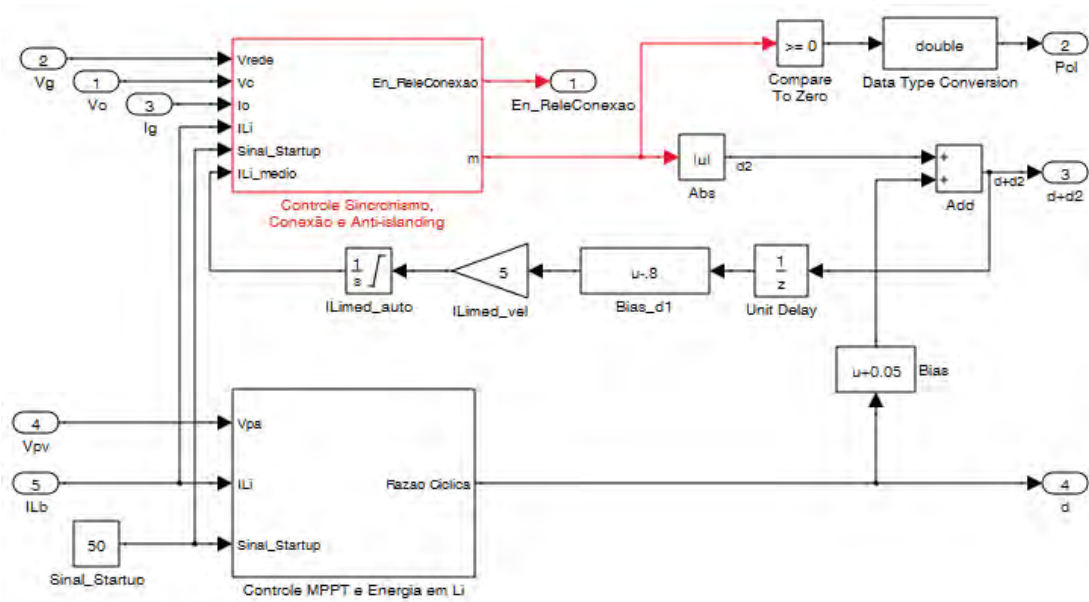 2
Vg
1
Vo
3
Ig
Vrede
Vc
Io
ILi
Sinal_Startup
ILi_medio
En_ReleConexao
m
Controle Sincronismo,
Conexão e Anti-islanding
1
En_ReleConexao
>= 0
Compare
To Zero
double
Data Type Conversion
2
Pol
|u|
Abs
d2
+
+
Add
d+d2
3
d+d2
1
s
ILimed_auto
5
ILimed_vel
u-.8
Bias_d1
1
z
Unit Delay
u+0.05
Bias
4
Vpv
5
ILb
50
Sinal_Startup
Vpa
ILi
Sinal_Startup
Razao Ciclica
Controle MPPT e Energia em Li
4
d